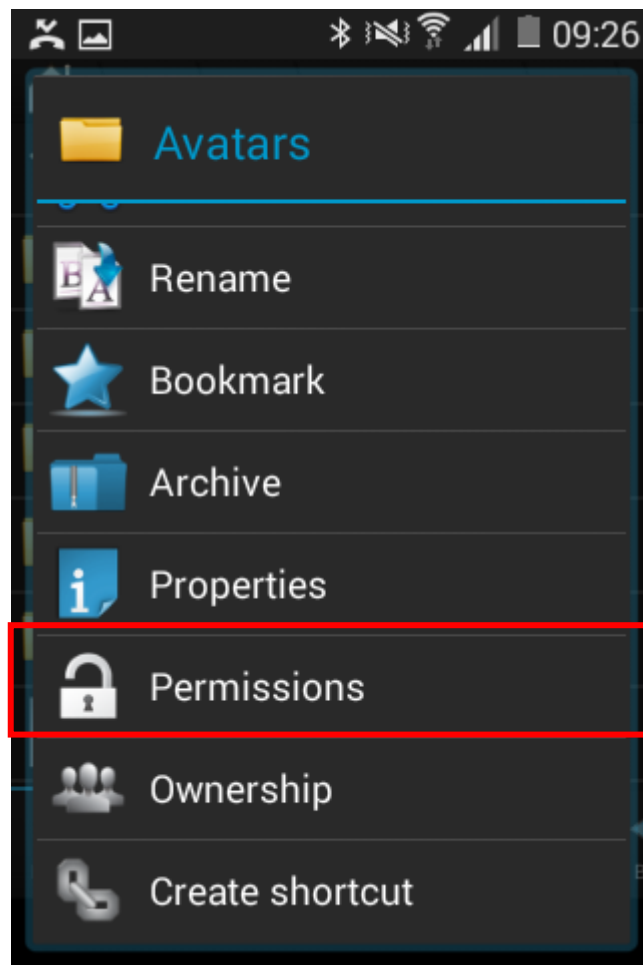 09:26
Avatars
Rename
Bookmark
Archive
Properties
Permissions
Ownership
Create shortcut